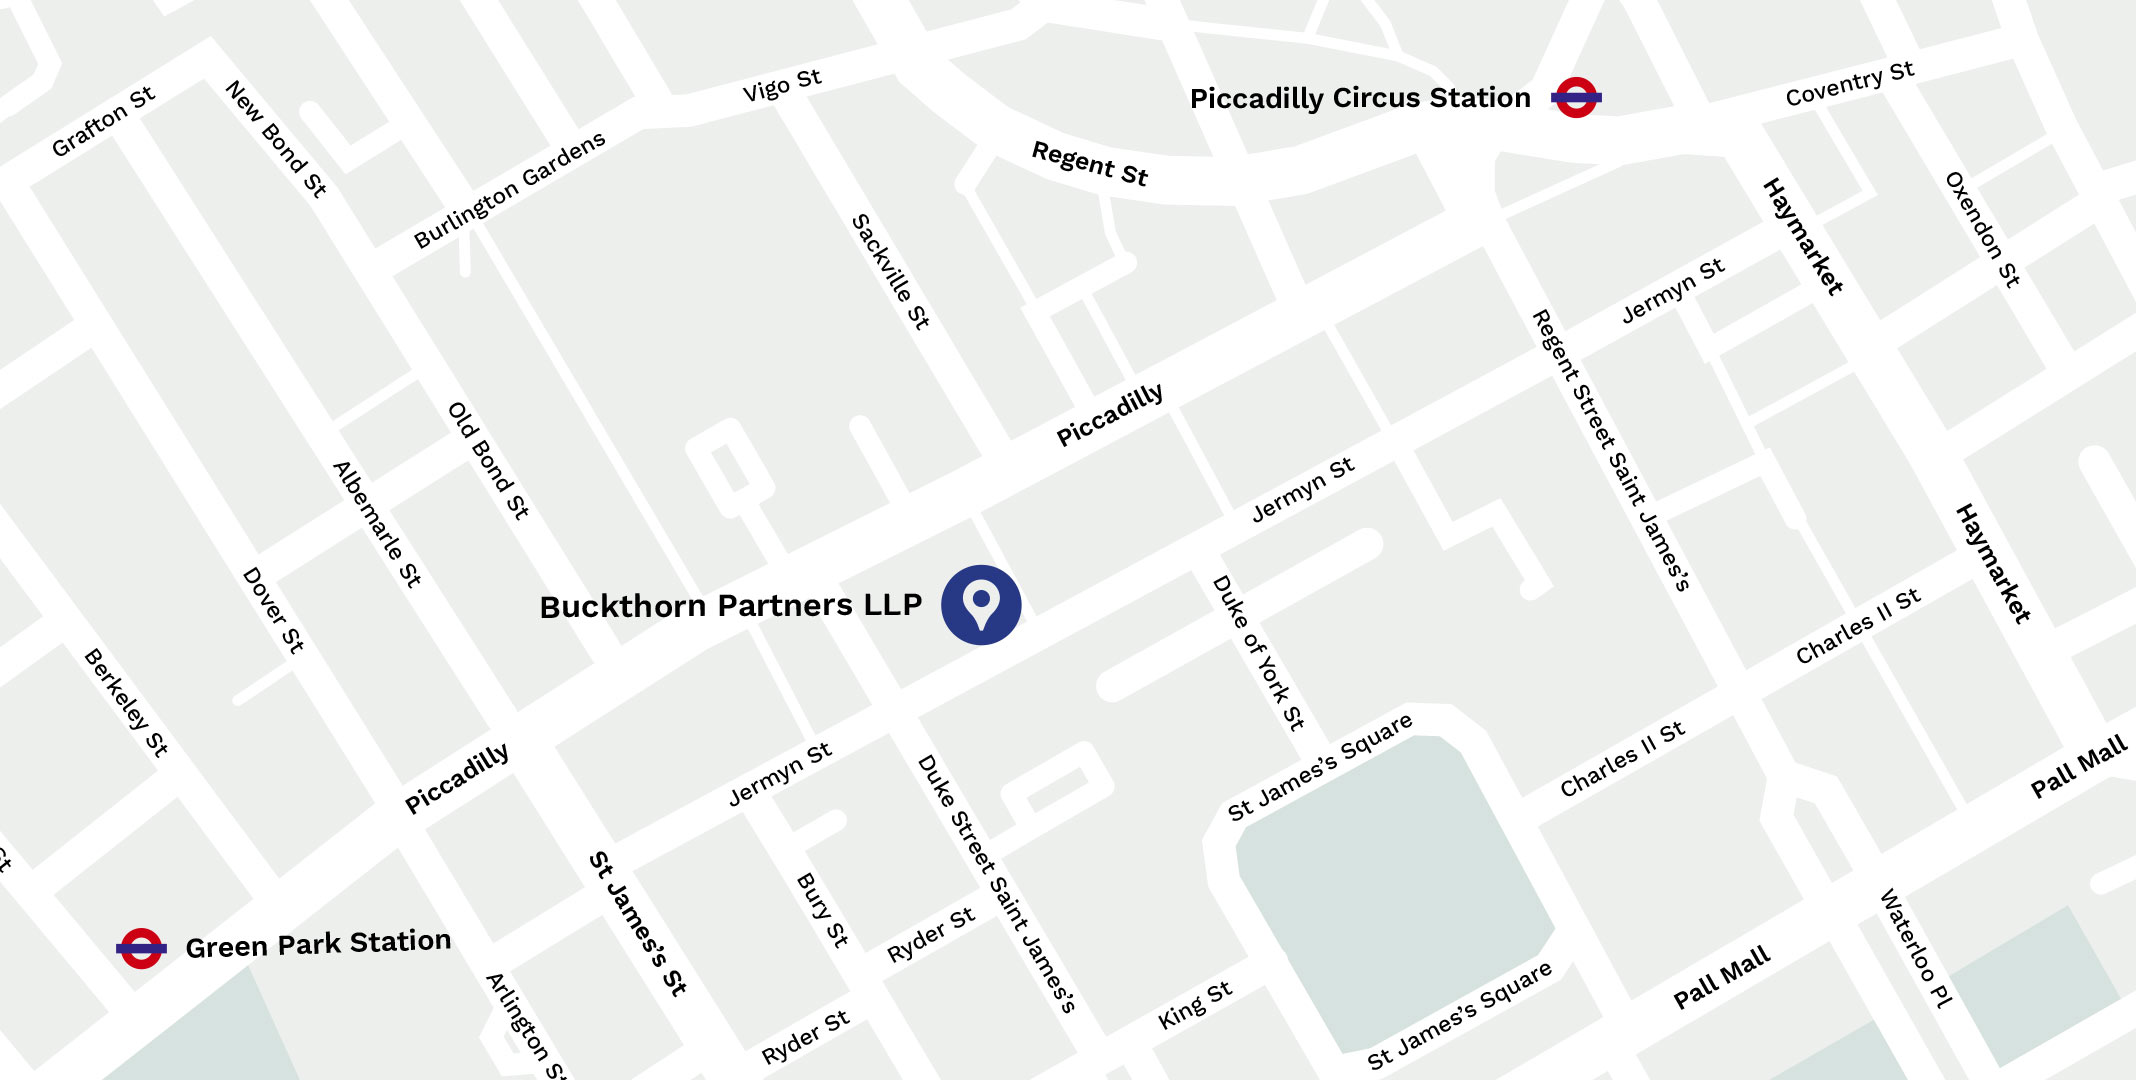 Grafton St
New Bond St
Burlington Gardens
Vigo St
Regent St
Piccadilly Circus Station
Coventry St
Sackville St
Haymarket
Oxendon St
Jermyn St
Regent Street Saint James's
Piccadilly
Old Bond St
Albemarle St
Jermyn St
Dover St
Buckthorn Partners LLP
Duke of York St
Haymarket
Charles II St
Berkeley St
Piccadilly
Jermyn St
St James's Square
Charles II St
Pall Mall
St
St James's St
Duke Street Saint James's
Bury St
Ryder St
Green Park Station
Arlington St
Ryder St
King St
St James's Square
Pall Mall
Waterloo Pl